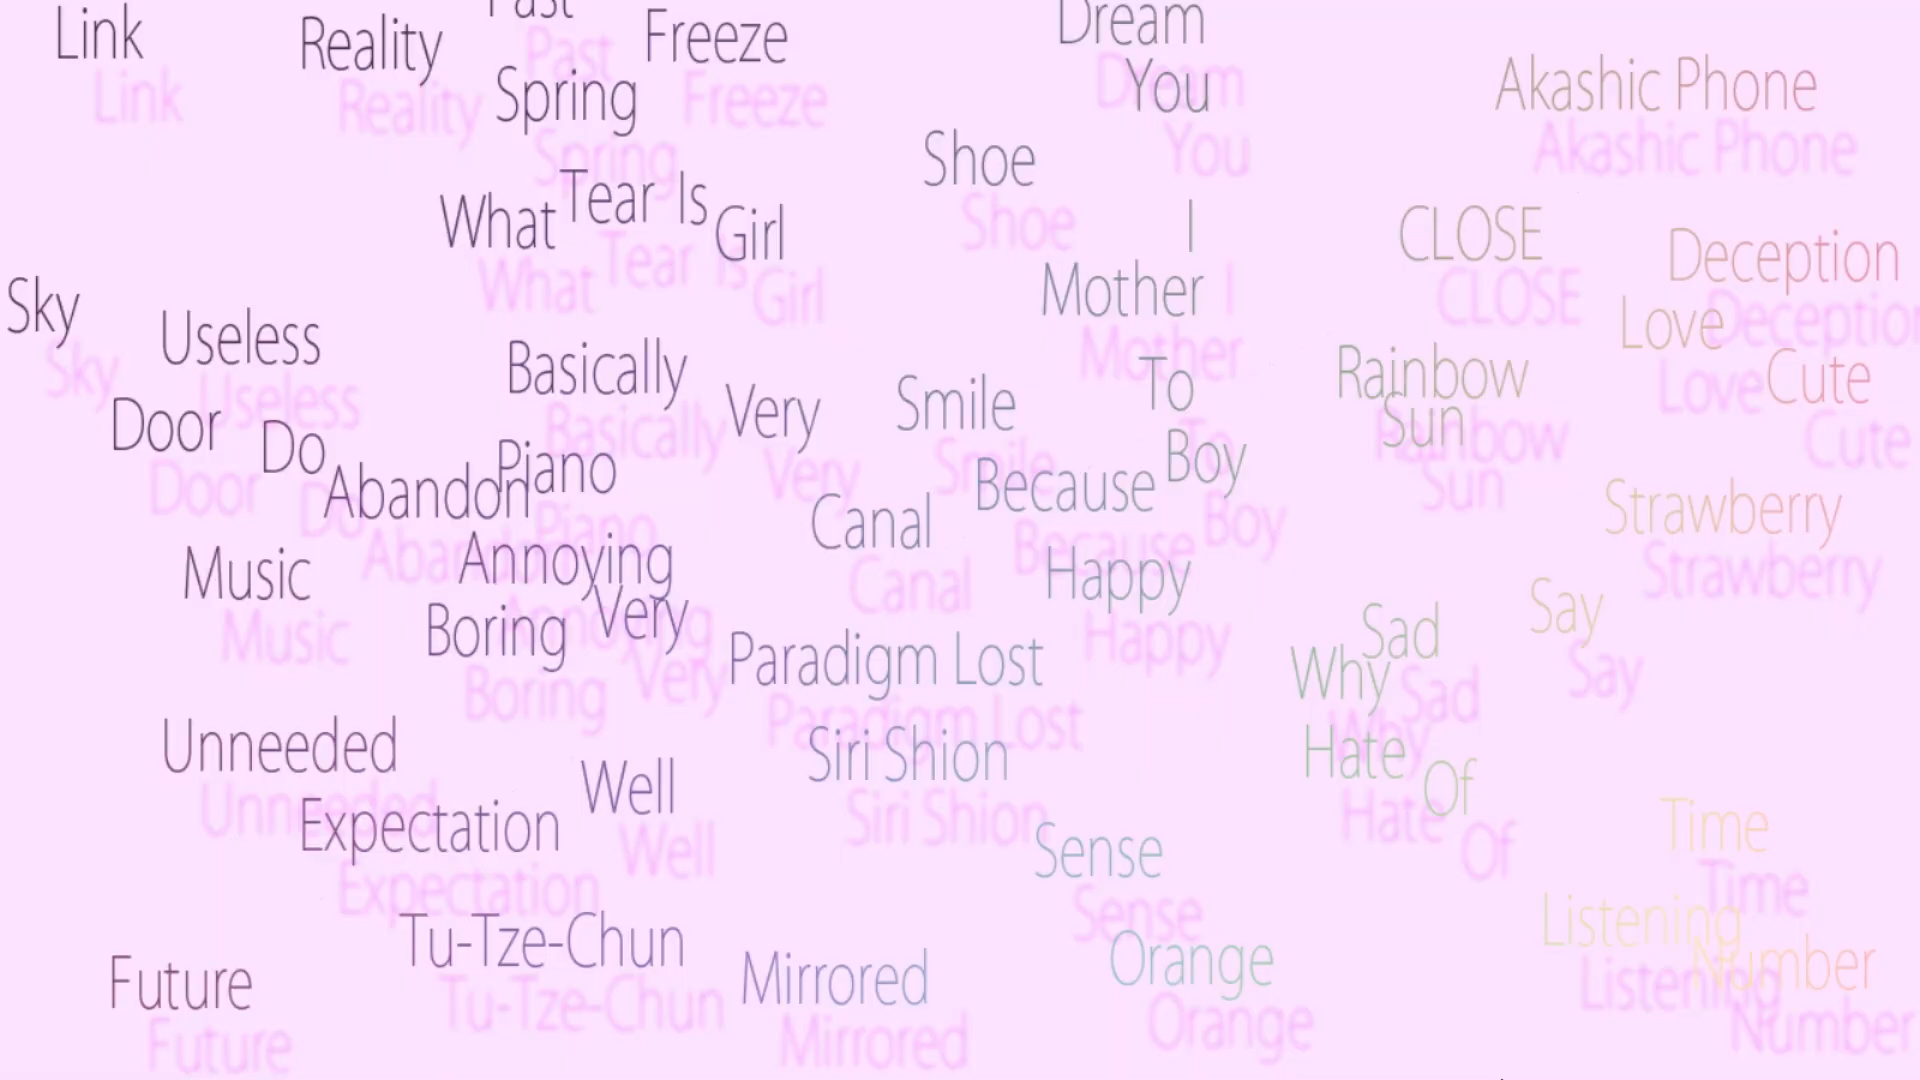 Link
Reality
Past
Freeze
Dream
Spring
You
Akashic Phone
Shoe
What
Tear Is
Girl
I
CLOSE
Deception
Mother
Sky
Useless
Love
Basically
Rainbow
Cute
To
Very
Smile
Door
Do
Sun
Piano
Boy
Abandon
Because
Canal
Strawberry
Music
Annoying
Happy
Boring
Very
Paradigm Lost
Say
Sad
Why
Unneeded
Siri Shion
Hate
Well
Of
Expectation
Sense
Time
Tu-Tze-Chun
Listening
Future
Mirrored
Orange
Number